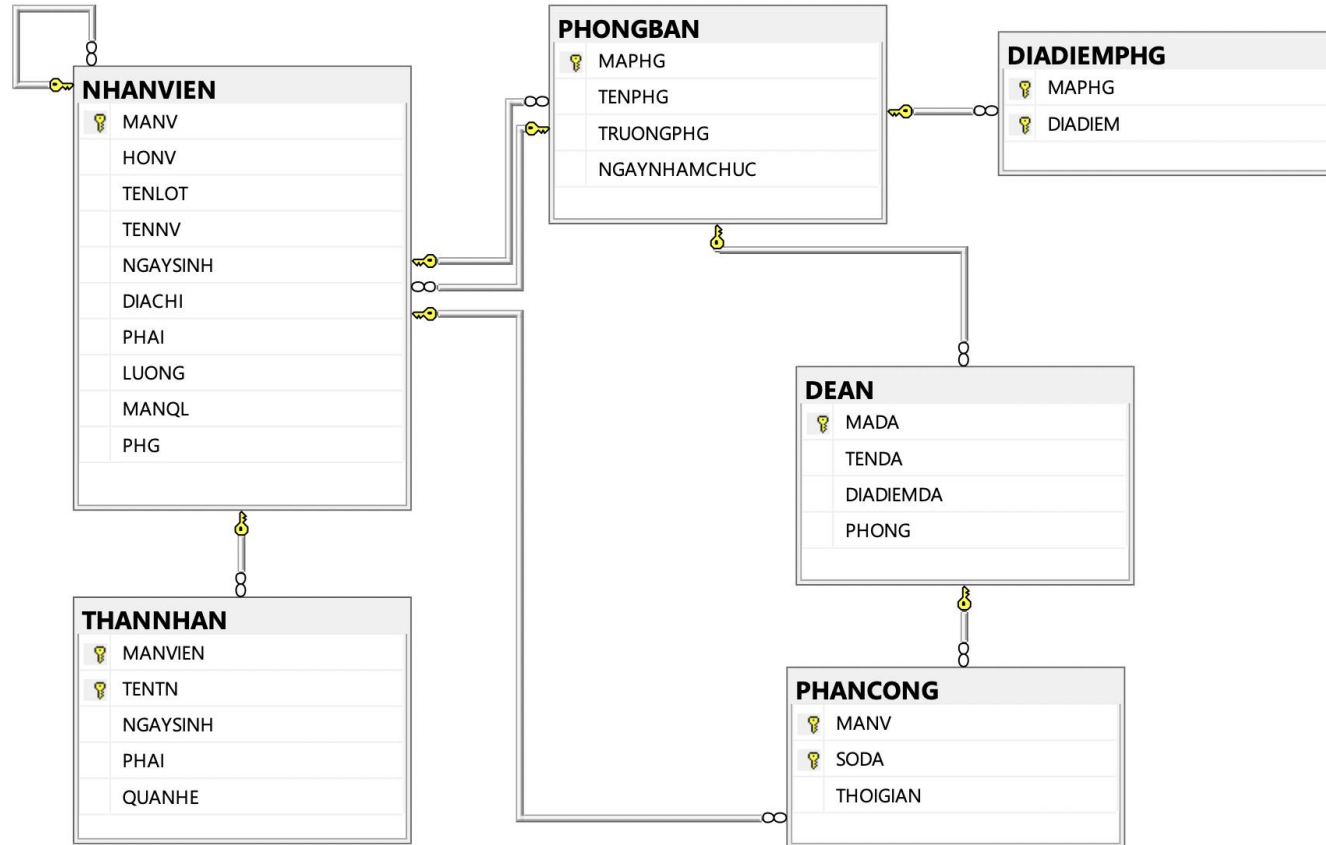 NHANVIEN
MANV
HONV
TENLOT
TENNV
NGAYSINH
DIACHI
PHAI
LUONG
MANQL
PHG
PHONGBAN
MAPHG
TENPHG
TRUONGPHG
NGAYNHAMCHUC
DIADIEMPHG
MAPHG
DIADIEM
DEAN
MADA
TENDA
DIADIEMDA
PHONG
THANNHAN
MANVIEN
TENTN
NGAYSINH
PHAI
QUANHE
PHANCONG
MANV
SODA
THOIGIAN